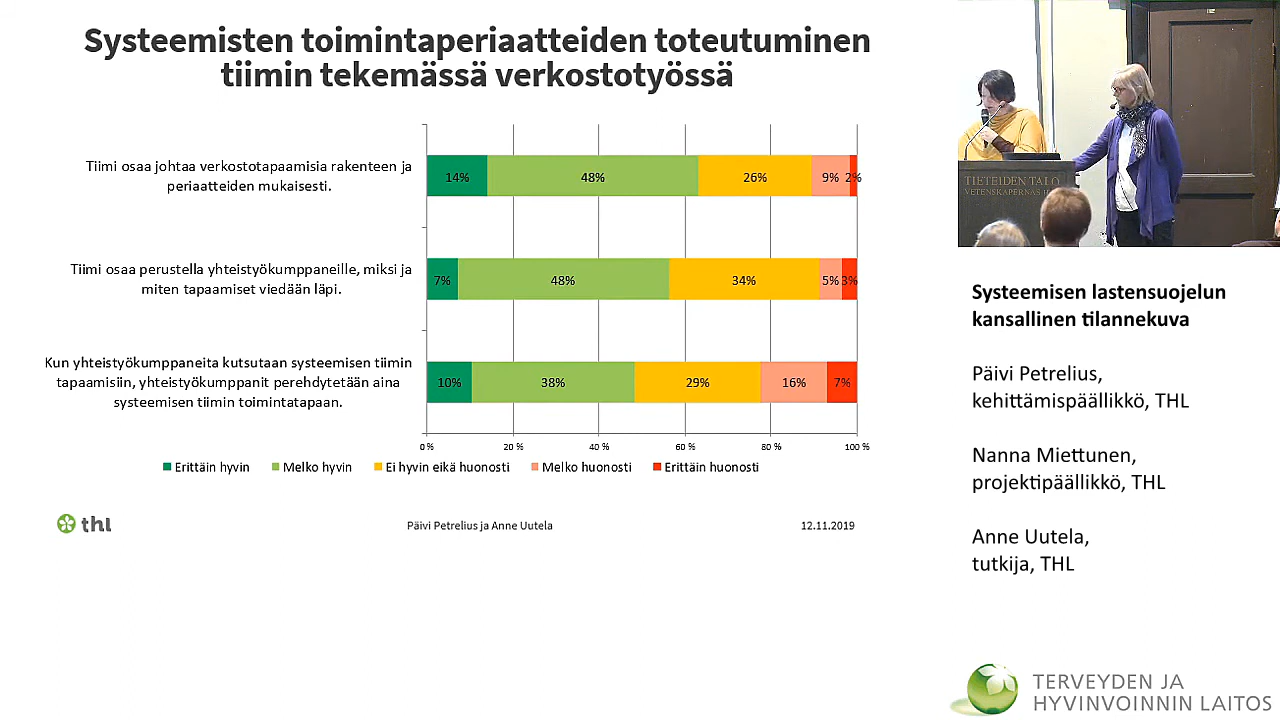 Systeemisten toimintaperiaatteiden toteutuminen
tiimin tekemässä verkostotyössä
Tiimi osaa johtaa verkostotapaamisia rakenteen ja
periaatteiden mukaisesti.
14% 48% 26% 9% 2%
Tiimi osaa perustella yhteistyökumppaneille, miksi ja
miten tapaamiset viedään läpi.
7% 48% 34% 5% 3%
Kun yhteistyökumppaneita kutsutaan systeemisen tiimin
tapaamisiin, yhteistyökumppanit perehdytetään aina
systeemisen tiimin toimintatapaan.
10% 38% 29% 16% 7%
0 % 20 % 40 % 60 % 80 % 100 %
Erittäin hyvin Melko hyvin Ei hyvin eikä huonosti Melko huonosti Erittäin huonosti
thl
Päivi Petrelius ja Anne Uutela
12.11.2019
TIETEIDEN TALO
Systeemisen lastensuojelun
kansallinen tilannekuva
Päivi Petrelius,
kehittämispäällikkö, THL
Nanna Miettunen,
projektipäällikkö, THL
Anne Uutela,
tutkija, THL
TERVEYDEN JA
HYVINVOINNIN LAITOS